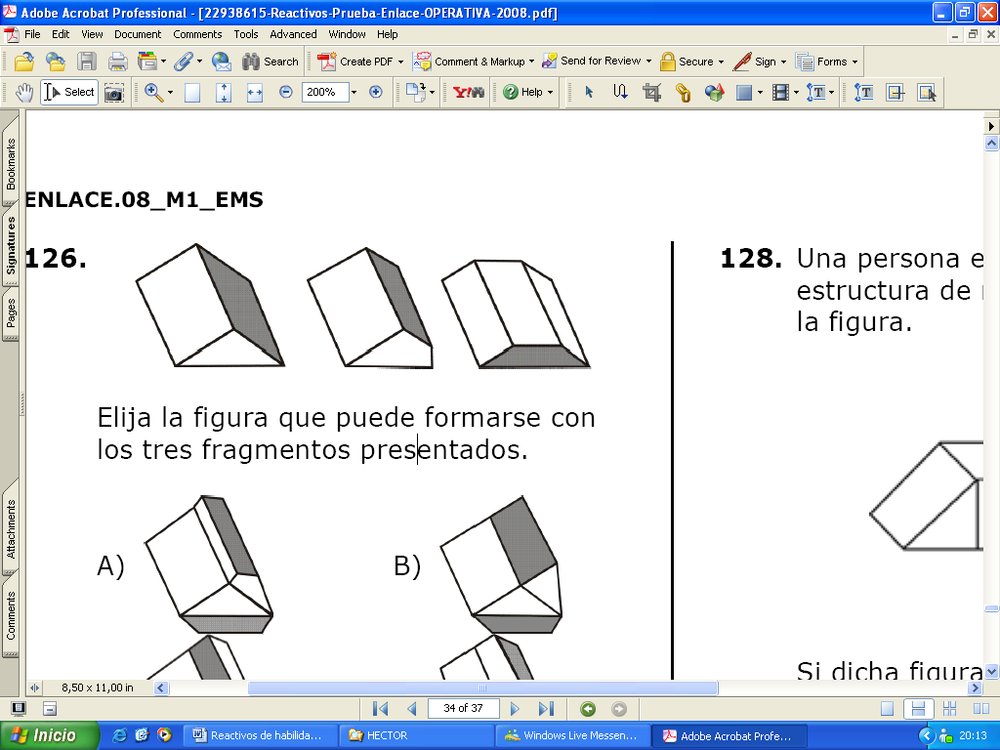 Adobe Acrobat Professional - [22938615-Reactivos-Prueba-Enlace-OPERATIVA-2008.pdf]
File Edit View Document Comments Tools Advanced Window Help
Search Create PDF Comment & Markup Send for Review Secure Sign Forms
Select 200% Y! Help
Bookmarks
Signatures
Pages
Attachments
Comments
ENLACE.08_M1_EMS
126.
Elija la figura que puede formarse con
los tres fragmentos presentados.
A)
B)
128. Una persona e
estructura de
la figura.
Si dicha figura
8,50 x 11,00 in
34 of 37
Inicio
Reactivos de habilida...
HECTOR
Windows Live Messen...
Adobe Acrobat Profe...
20:13